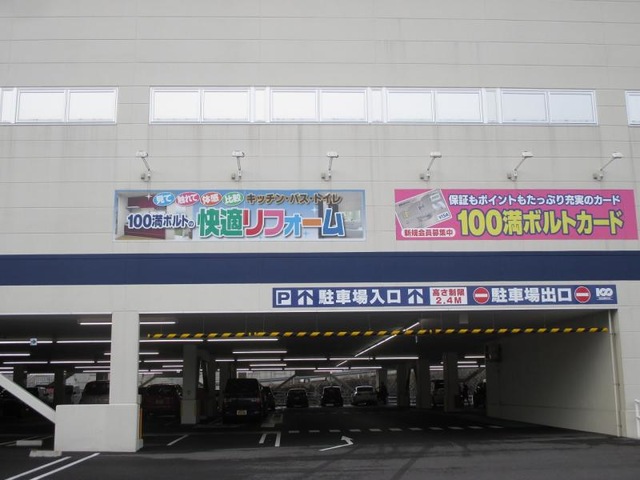 見て 触れて 体感 比較 キッチン・バス・トイレ
100満ボルトの 快適リフォーム
保証もポイントもたっぷり充実のカード
新規会員募集中 100満ボルトカード
P 駐車場入口 高さ制限 2.4M 駐車場出口 100